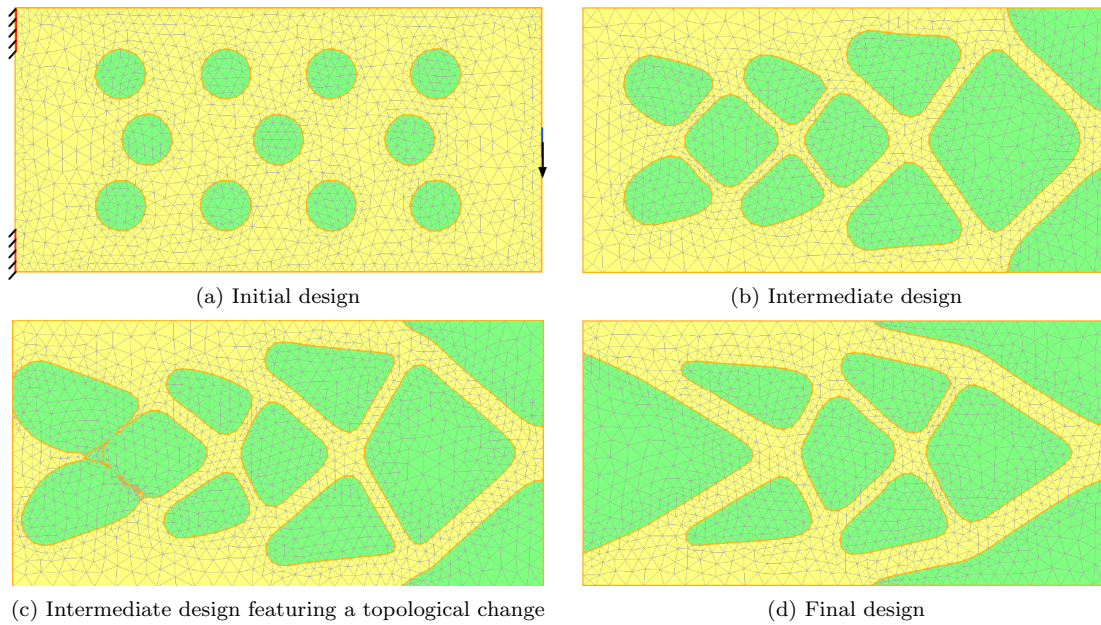 (a) Initial design
(b) Intermediate design
(c) Intermediate design featuring a topological change
(d) Final design